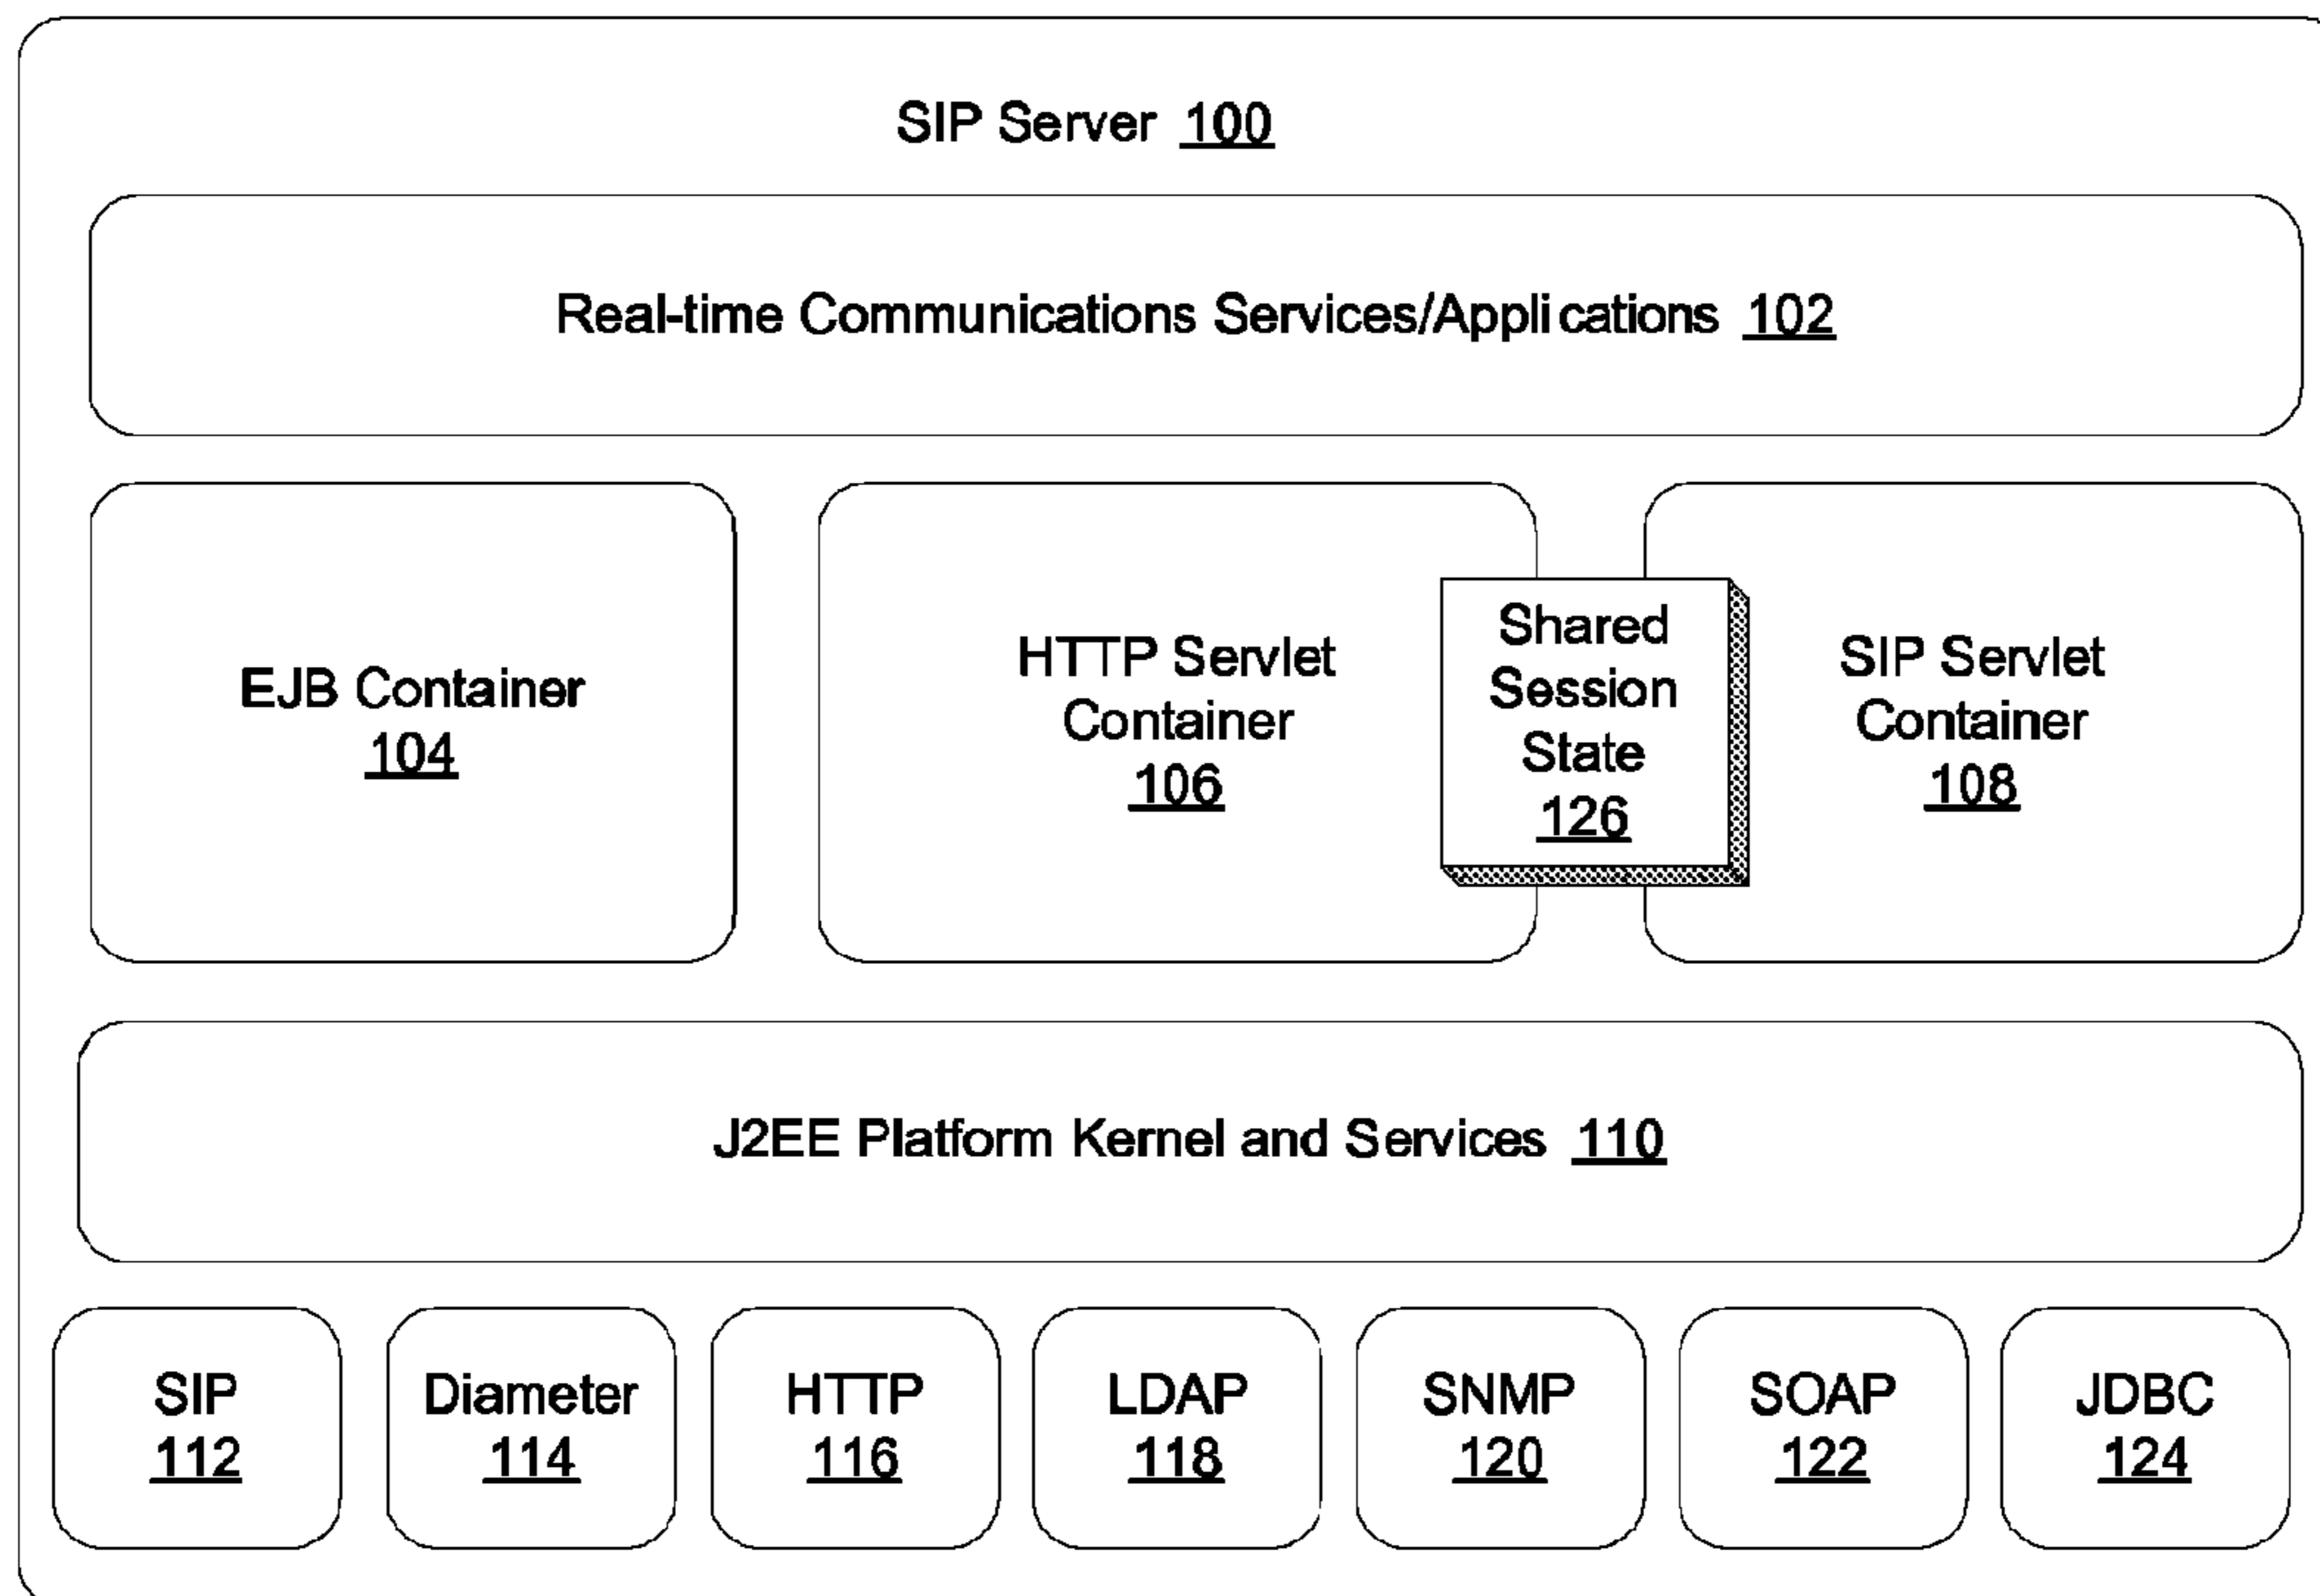 SIP Server 100
Real-time Communications Services/Applications 102
EJB Container
104
HTTP Servlet
Container
106
Shared
Session
State
126
SIP Servlet
Container
108
J2EE Platform Kernel and Services 110
SIP
112
Diameter
114
HTTP
116
LDAP
118
SNMP
120
SOAP
122
JDBC
124